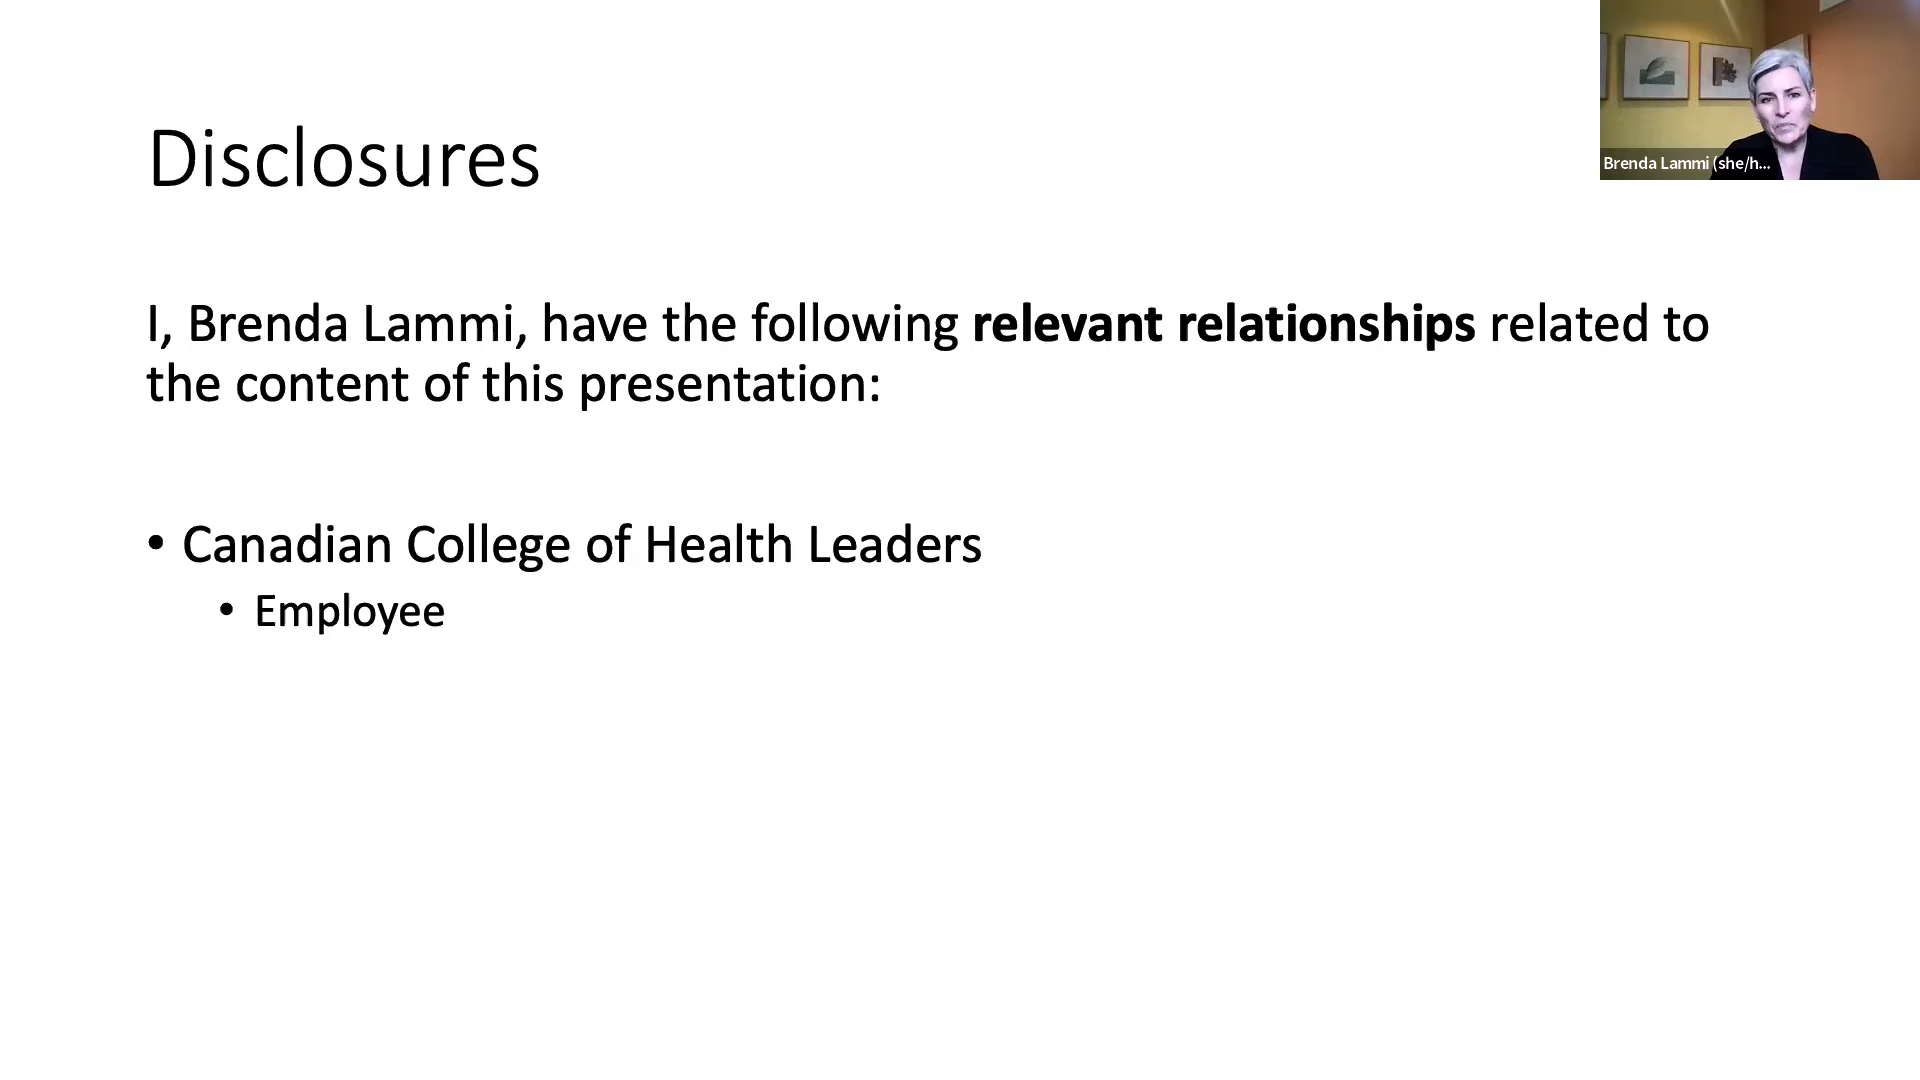 Disclosures
I, Brenda Lammi, have the following relevant relationships related to
the content of this presentation:
• Canadian College of Health Leaders
• Employee
Brenda Lammi (she/h...